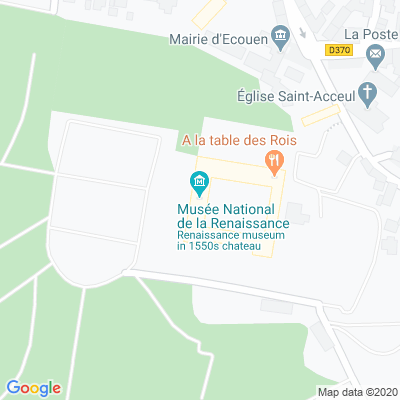 La Poste
Mairie d'Ecouen
D370
Église Saint-Acceul
A la table des Rois
Musée National
de la Renaissance
Renaissance museum
in 1550s chateau
Google
Map data ©2020